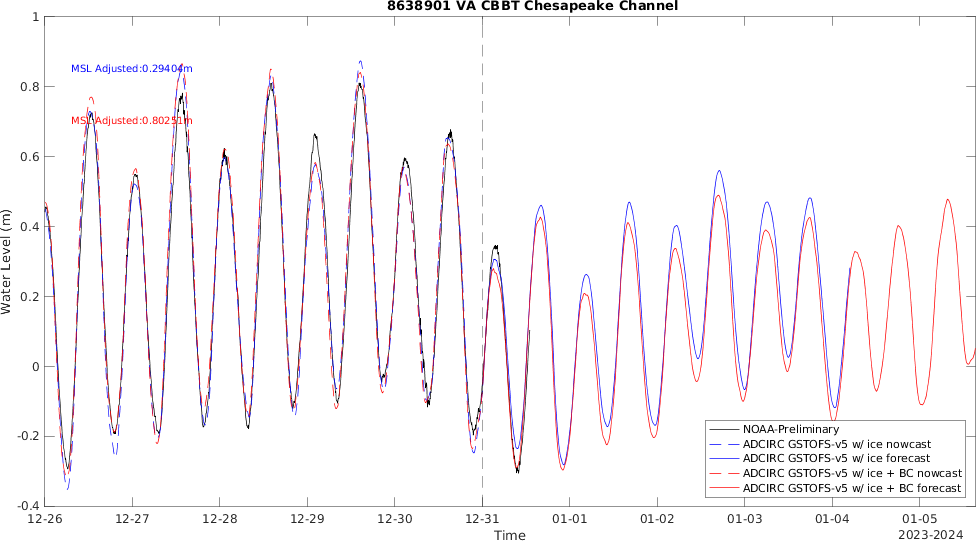 8638901 VA CBBT Chesapeake Channel
MSL Adjusted:0.29404m
MSL Adjusted:0.80251m
Water Level (m)
1
0.8
0.6
0.4
0.2
0
-0.2
-0.4
12-26 12-27 12-28 12-29 12-30 12-31 01-01 01-02 01-03 01-04 01-05
Time
2023-2024
NOAA-Preliminary
ADCIRC GSTOFS-v5 w/ ice nowcast
ADCIRC GSTOFS-v5 w/ ice forecast
ADCIRC GSTOFS-v5 w/ ice + BC nowcast
ADCIRC GSTOFS-v5 w/ ice + BC forecast